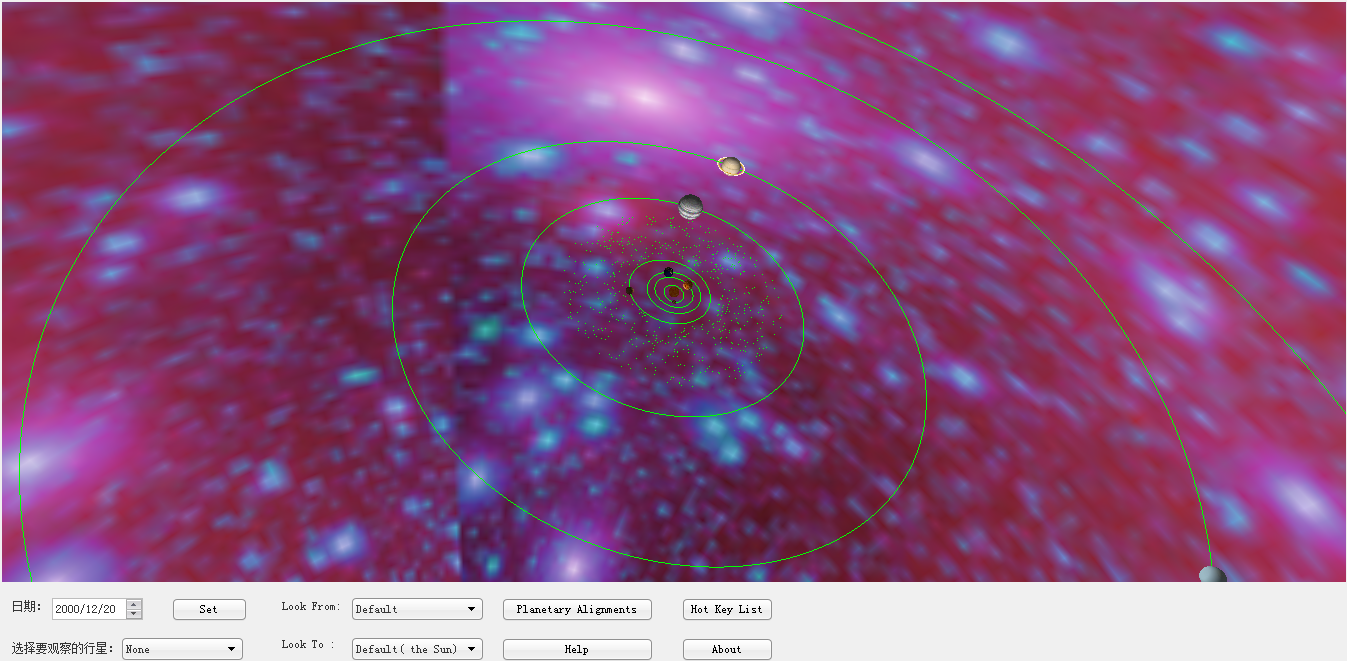 日期： 2000/12/20 Set Look From: Default Planetary Alignments Hot Key List
选择要观察的行星： None Look To : Default( the Sun) Help About